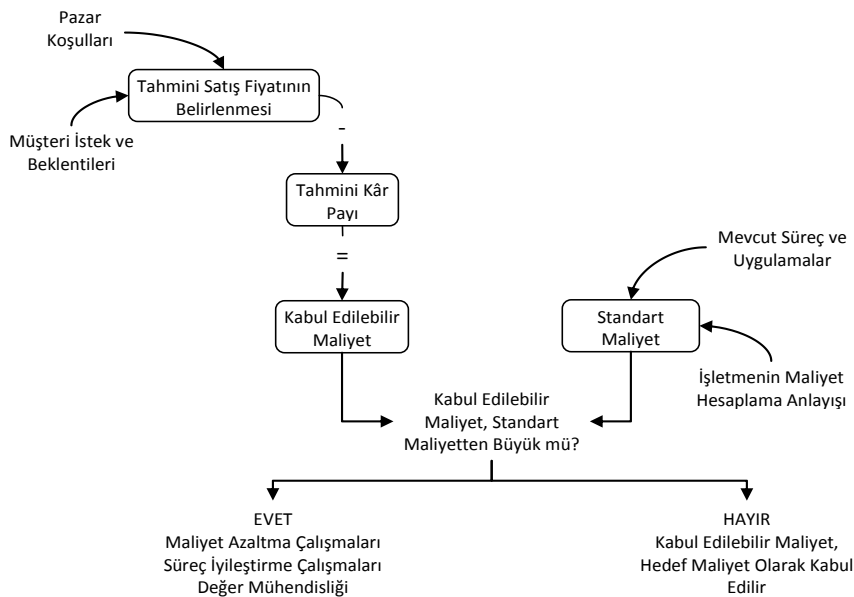 Pazar
Koşulları
Tahmini Satış Fiyatının
Belirlenmesi
Müşteri İstek ve
Beklentileri
-
Tahmini Kâr
Payı
=
Kabul Edilebilir
Maliyet
Mevcut Süreç ve
Uygulamalar
Standart
Maliyet
İşletmenin Maliyet
Hesaplama Anlayışı
Kabul Edilebilir
Maliyet, Standart
Maliyetten Büyük mü?
EVET
Maliyet Azaltma Çalışmaları
Süreç İyileştirme Çalışmaları
Değer Mühendisliği
HAYIR
Kabul Edilebilir Maliyet,
Hedef Maliyet Olarak Kabul
Edilir